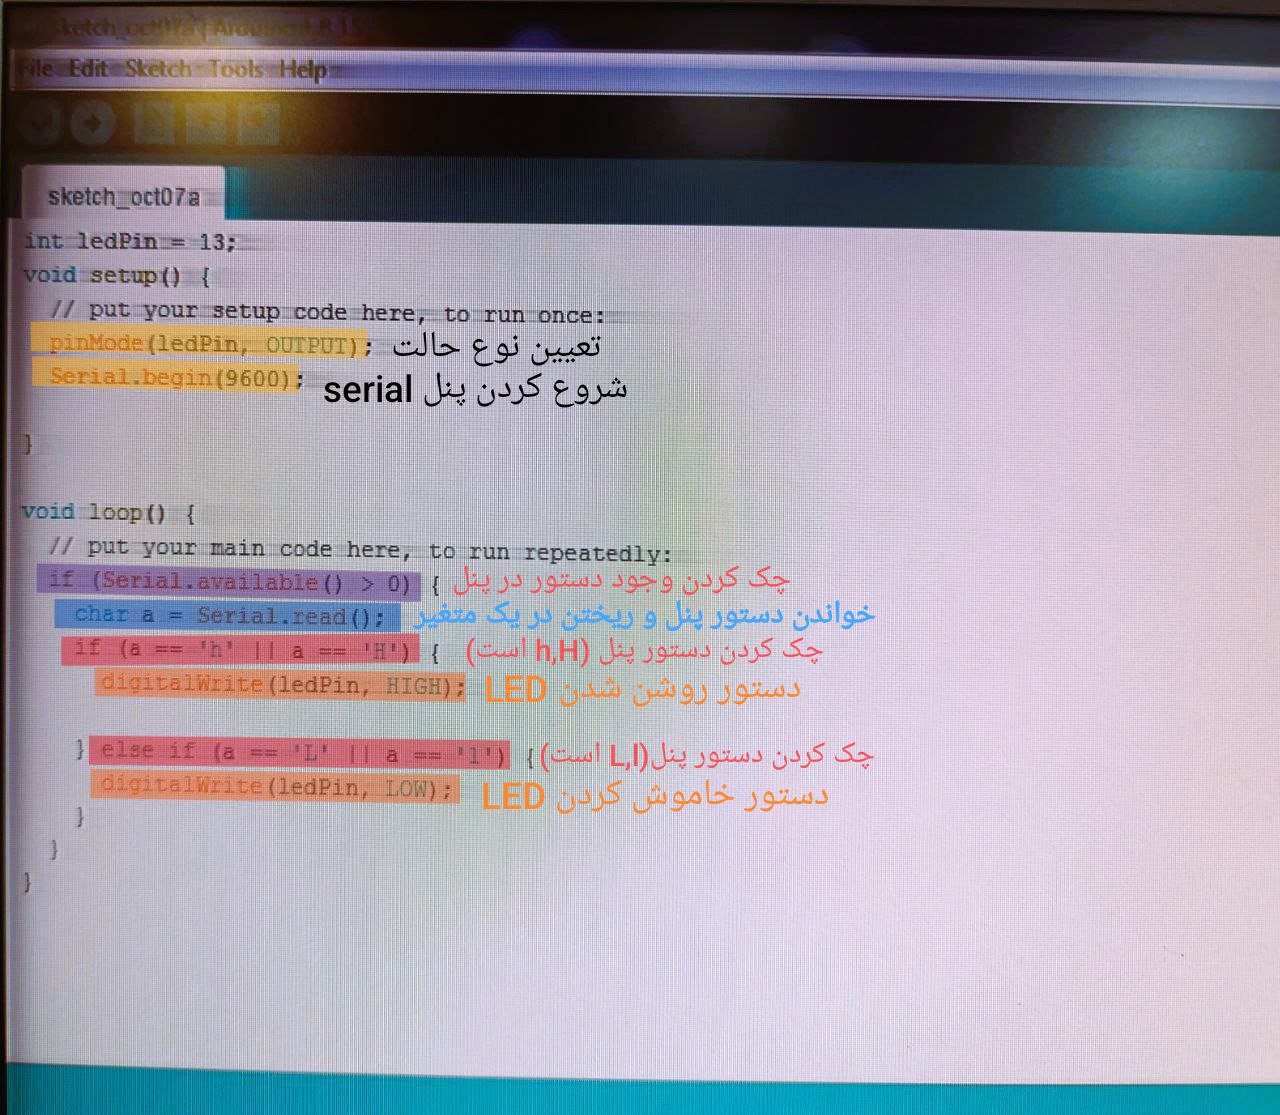 sketch_oct07a | Arduino 1.8.15
File Edit Sketch Tools Help
sketch_oct07a
int ledPin = 13;
void setup() {
// put your setup code here, to run once:
pinMode(ledPin, OUTPUT); تعیین نوع حالت
Serial.begin(9600); شروع کردن پنل serial
}
void loop() {
// put your main code here, to run repeatedly:
if (Serial.available() > 0) { چک کردن وجود دستور در پنل
char a = Serial.read(); خواندن دستور پنل و ریختن در یک متغیر
if (a == 'h' || a == 'H') { چک کردن دستور پنل (h,H است)
digitalWrite(ledPin, HIGH); دستور روشن شدن LED
} else if (a == 'L' || a == 'l') { چک کردن دستور پنل(L,l است)
digitalWrite(ledPin, LOW); دستور خاموش کردن LED
}
}
}